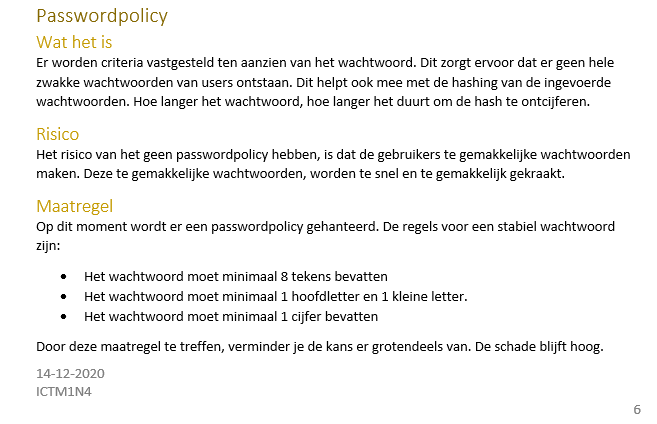 Passwordpolicy
Wat het is
Er worden criteria vastgesteld ten aanzien van het wachtwoord. Dit zorgt ervoor dat er geen hele
zwakke wachtwoorden van users ontstaan. Dit helpt ook mee met de hashing van de ingevoerde
wachtwoorden. Hoe langer het wachtwoord, hoe langer het duurt om de hash te ontcijferen.
Risico
Het risico van het geen passwordpolicy hebben, is dat de gebruikers te gemakkelijke wachtwoorden
maken. Deze te gemakkelijke wachtwoorden, worden te snel en te gemakkelijk gekraakt.
Maatregel
Op dit moment wordt er een passwordpolicy gehanteerd. De regels voor een stabiel wachtwoord
zijn:
• Het wachtwoord moet minimaal 8 tekens bevatten
• Het wachtwoord moet minimaal 1 hoofdletter en 1 kleine letter.
• Het wachtwoord moet minimaal 1 cijfer bevatten
Door deze maatregel te treffen, verminder je de kans er grotendeels van. De schade blijft hoog.
14-12-2020
ICTM1N4
6